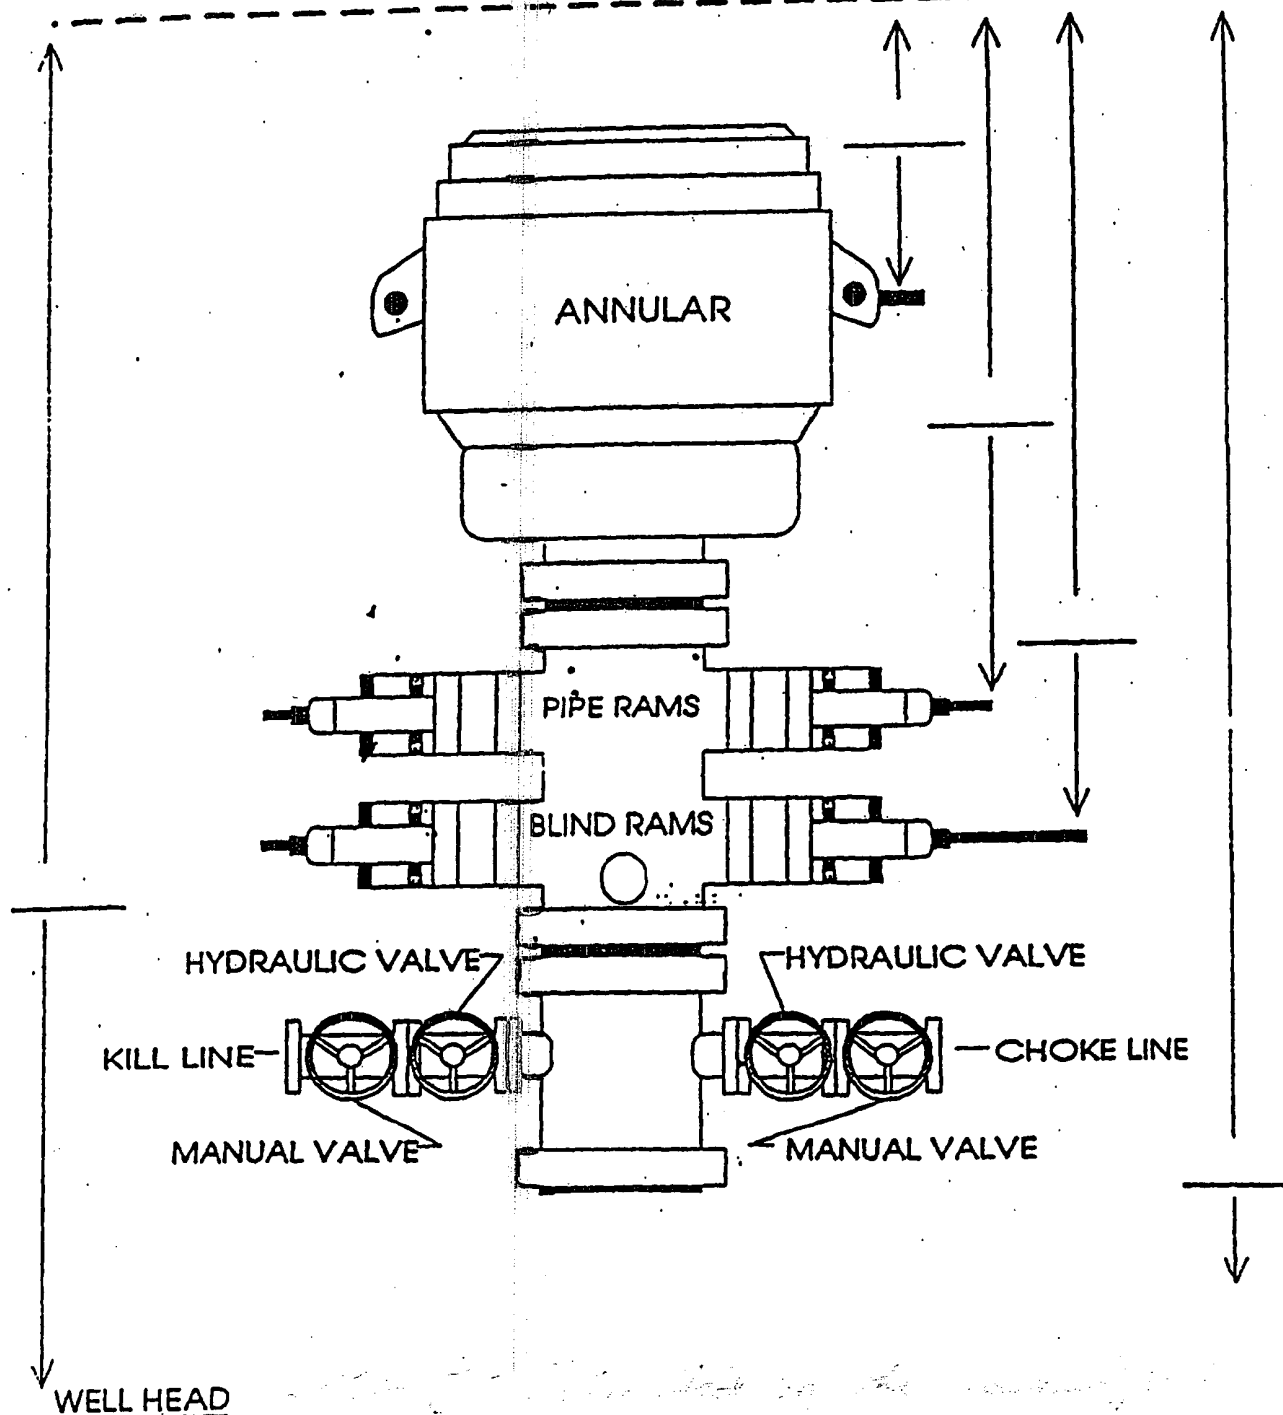 ANNULAR
PIPE RAMS
BLIND RAMS
HYDRAULIC VALVE
HYDRAULIC VALVE
KILL LINE
CHOKE LINE
MANUAL VALVE
MANUAL VALVE
WELL HEAD